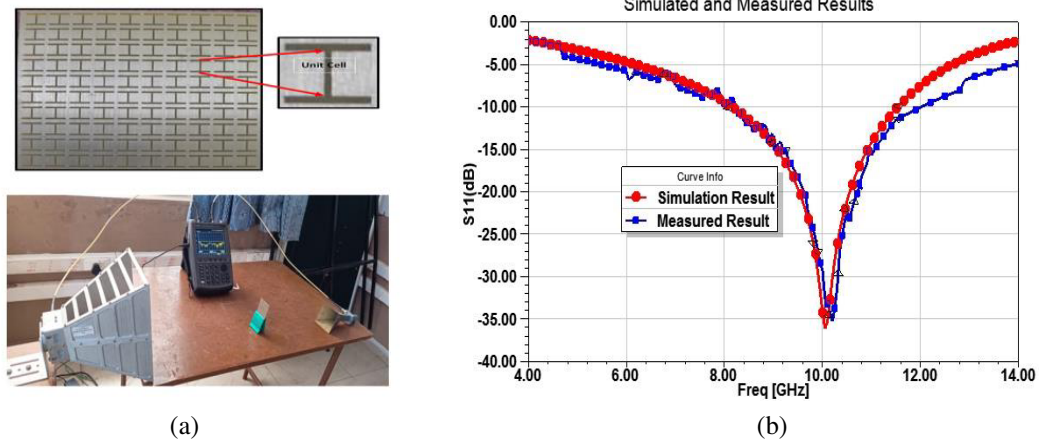 Unit Cell
Simulated and Measured Results
0.00
-5.00
-10.00
-15.00
-20.00
-25.00
-30.00
-35.00
-40.00
S11(dB)
Curve Info
Simulation Result
Measured Result
4.00 6.00 8.00 10.00 12.00 14.00
Freq [GHz]
(a) (b)